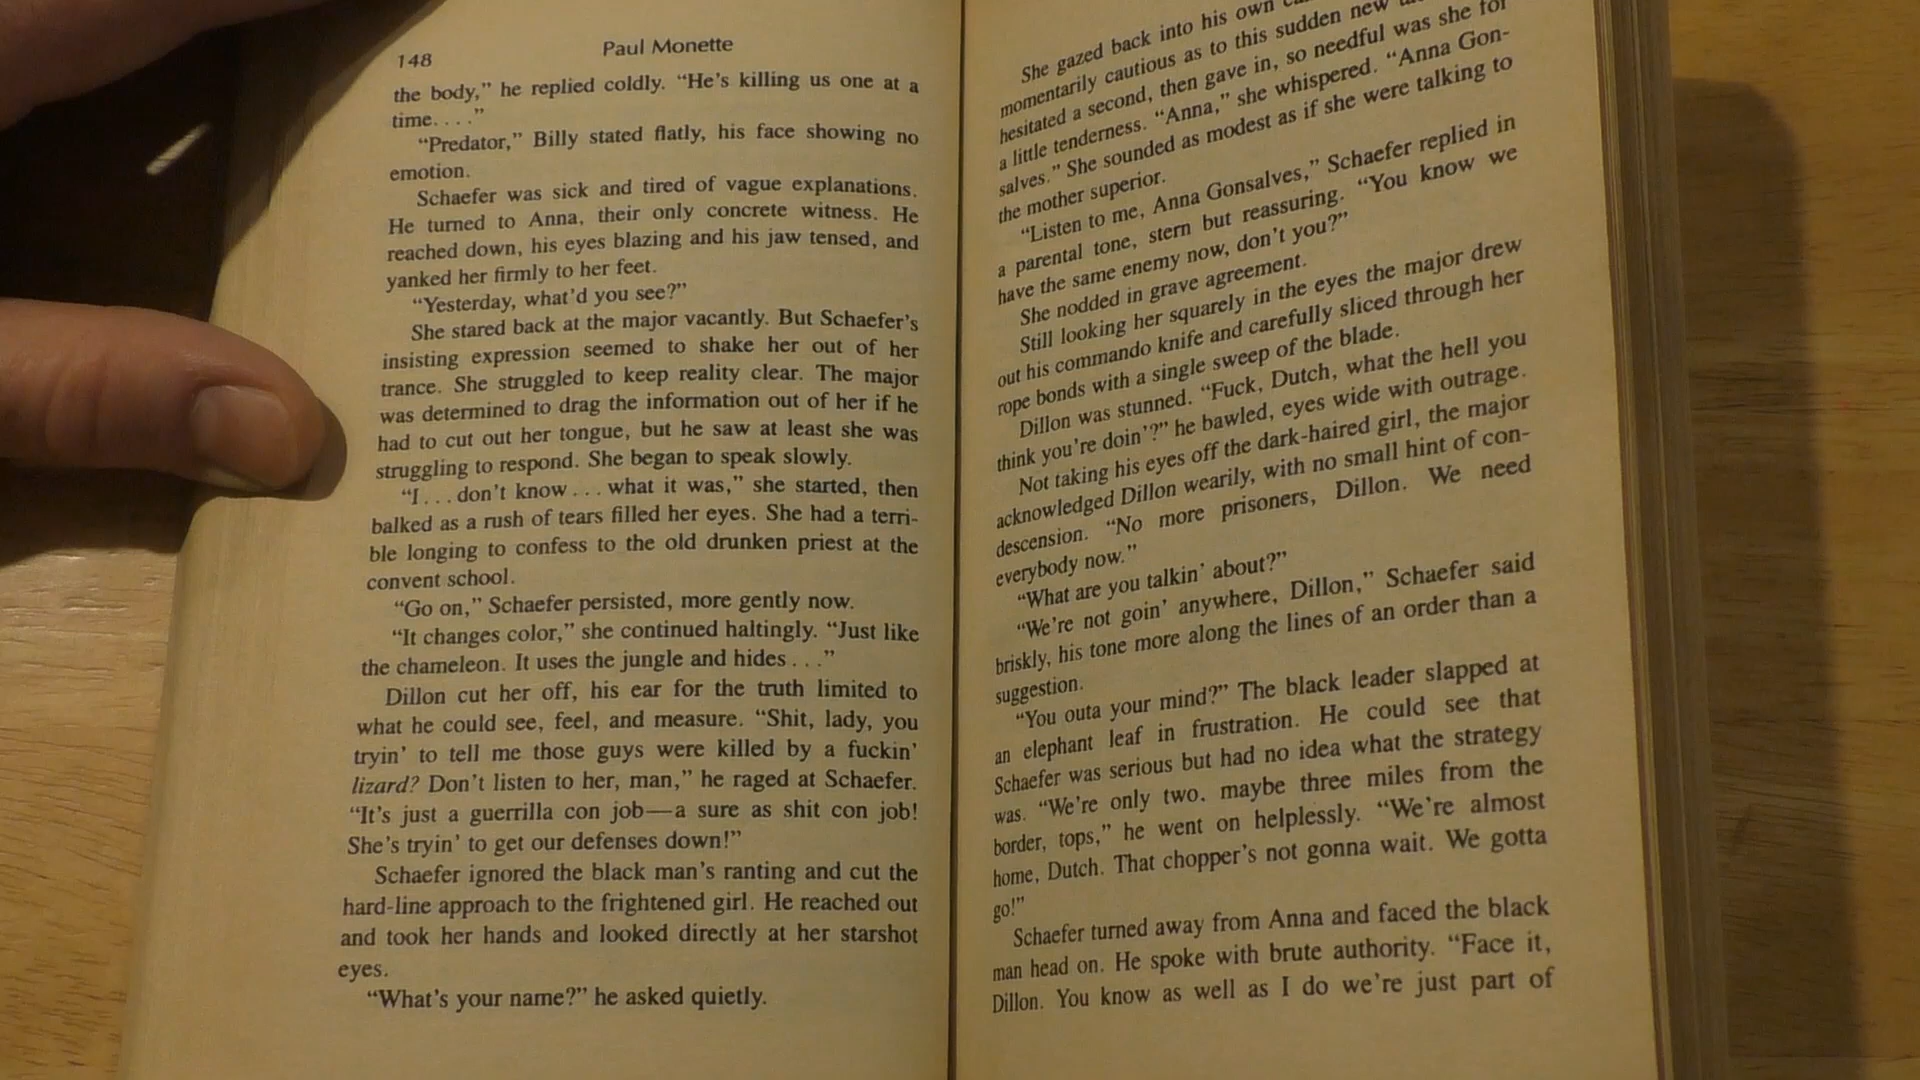 148
Paul Monette
the body,” he replied coldly. “He’s killing us one at a
time. . . .”
“Predator,” Billy stated flatly, his face showing no
emotion.
Schaefer was sick and tired of vague explanations.
He turned to Anna, their only concrete witness. He
reached down, his eyes blazing and his jaw tensed, and
yanked her firmly to her feet.
“Yesterday, what’d you see?”
She stared back at the major vacantly. But Schaefer’s
insisting expression seemed to shake her out of her
trance. She struggled to keep reality clear. The major
was determined to drag the information out of her if he
had to cut out her tongue, but he saw at least she was
struggling to respond. She began to speak slowly.
“I . . . don’t know . . . what it was,” she started, then
balked as a rush of tears filled her eyes. She had a terri-
ble longing to confess to the old drunken priest at the
convent school.
“Go on,” Schaefer persisted, more gently now.
“It changes color,” she continued haltingly. “Just like
the chameleon. It uses the jungle and hides . . .”
Dillon cut her off, his ear for the truth limited to
what he could see, feel, and measure. “Shit, lady, you
tryin’ to tell me those guys were killed by a fuckin’
lizard? Don’t listen to her, man,” he raged at Schaefer.
“It’s just a guerrilla con job—a sure as shit con job!
She’s tryin’ to get our defenses down!”
Schaefer ignored the black man’s ranting and cut the
hard-line approach to the frightened girl. He reached out
and took her hands and looked directly at her starshot
eyes.
“What’s your name?” he asked quietly.
She gazed back into his own
momentarily cautious as to this sudden new
hesitated a second, then gave in, so needful was she for
a little tenderness. “Anna,” she whispered. “Anna Gon-
salves.” She sounded as modest as if she were talking to
the mother superior.
“Listen to me, Anna Gonsalves,” Schaefer replied in
a parental tone, stern but reassuring. “You know we
have the same enemy now, don’t you?”
She nodded in grave agreement.
Still looking her squarely in the eyes the major drew
out his commando knife and carefully sliced through her
rope bonds with a single sweep of the blade.
Dillon was stunned. “Fuck, Dutch, what the hell you
think you’re doin’?” he bawled, eyes wide with outrage.
Not taking his eyes off the dark-haired girl, the major
acknowledged Dillon wearily, with no small hint of con-
descension. “No more prisoners, Dillon. We need
everybody now.”
“What are you talkin’ about?”
“We’re not goin’ anywhere, Dillon,” Schaefer said
briskly, his tone more along the lines of an order than a
suggestion.
“You outa your mind?” The black leader slapped at
an elephant leaf in frustration. He could see that
Schaefer was serious but had no idea what the strategy
was. “We’re only two. maybe three miles from the
border, tops,” he went on helplessly. “We’re almost
home, Dutch. That chopper’s not gonna wait. We gotta
go!”
Schaefer turned away from Anna and faced the black
man head on. He spoke with brute authority. “Face it,
Dillon. You know as well as I do we’re just part of